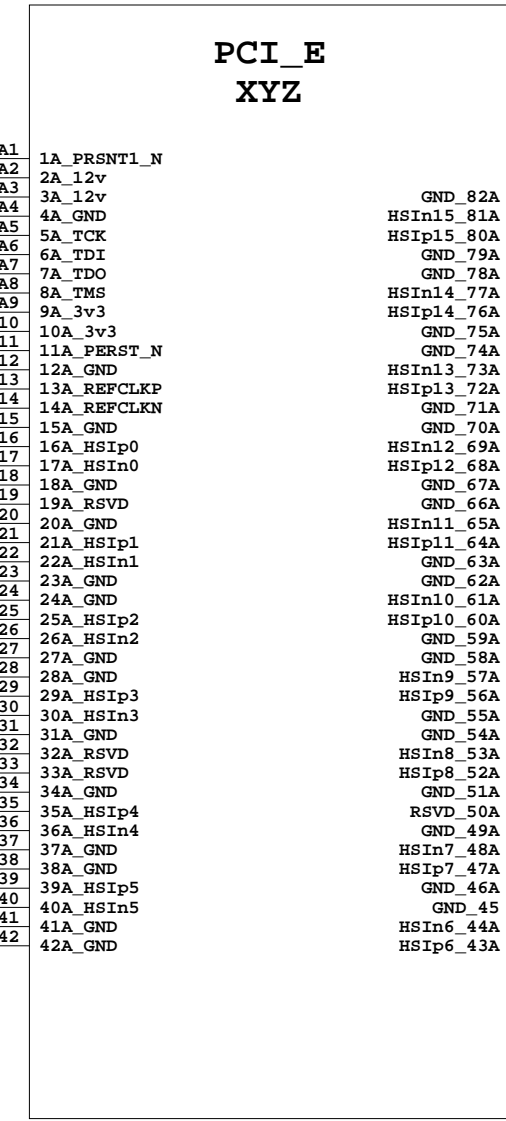 PCI_E
XYZ
A1
1A_PRSNT1_N
A2
2A_12v
A3
3A_12v
A4
4A_GND
A5
5A_TCK
A6
6A_TDI
A7
7A_TDO
A8
8A_TMS
A9
9A_3v3
10
10A_3v3
11
11A_PERST_N
12
12A_GND
13
13A_REFCLKP
14
14A_REFCLKN
15
15A_GND
16
16A_HSIp0
17
17A_HSIn0
18
18A_GND
19
19A_RSVD
20
20A_GND
21
21A_HSIp1
22
22A_HSIn1
23
23A_GND
24
24A_GND
25
25A_HSIp2
26
26A_HSIn2
27
27A_GND
28
28A_GND
29
29A_HSIp3
30
30A_HSIn3
31
31A_GND
32
32A_RSVD
33
33A_RSVD
34
34A_GND
35
35A_HSIp4
36
36A_HSIn4
37
37A_GND
38
38A_GND
39
39A_HSIp5
40
40A_HSIn5
41
41A_GND
42
42A_GND
GND_82A
HSIn15_81A
HSIp15_80A
GND_79A
GND_78A
HSIn14_77A
HSIp14_76A
GND_75A
GND_74A
HSIn13_73A
HSIp13_72A
GND_71A
GND_70A
HSIn12_69A
HSIp12_68A
GND_67A
GND_66A
HSIn11_65A
HSIp11_64A
GND_63A
GND_62A
HSIn10_61A
HSIp10_60A
GND_59A
GND_58A
HSIn9_57A
HSIp9_56A
GND_55A
GND_54A
HSIn8_53A
HSIp8_52A
GND_51A
RSVD_50A
GND_49A
HSIn7_48A
HSIp7_47A
GND_46A
GND_45
HSIn6_44A
HSIp6_43A